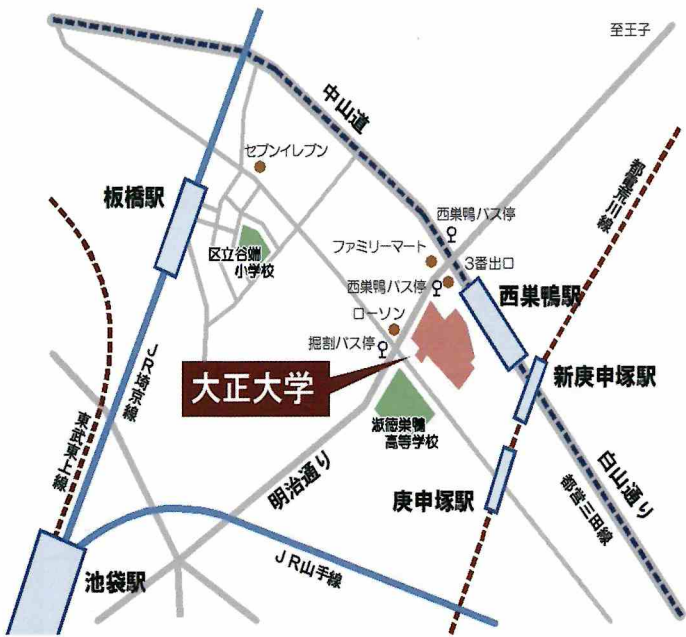 至王子
中山道
都電荒川線
セブンイレブン
板橋駅
西巣鴨バス停
区立谷端
小学校
ファミリーマート
3番出口
西巣鴨バス停
西巣鴨駅
ローソン
掘割バス停
JR埼京線
大正大学
新庚申塚駅
東武東上線
淑徳巣鴨
高等学校
明治通り
庚申塚駅
白山通り
都営三田線
池袋駅
JR山手線